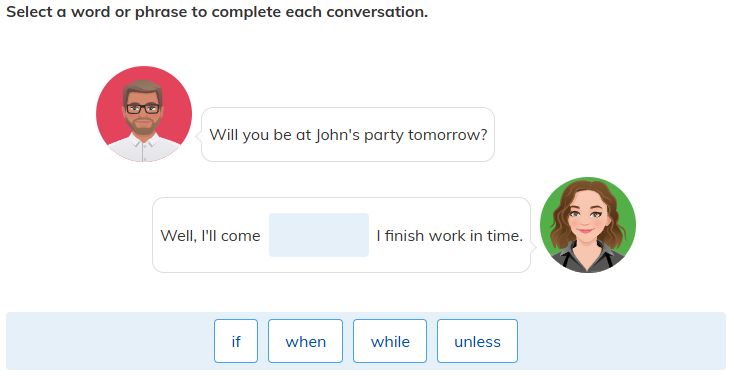 Select a word or phrase to complete each conversation.
Will you be at John's party tomorrow?
Well, I'll come I finish work in time.
if when while unless